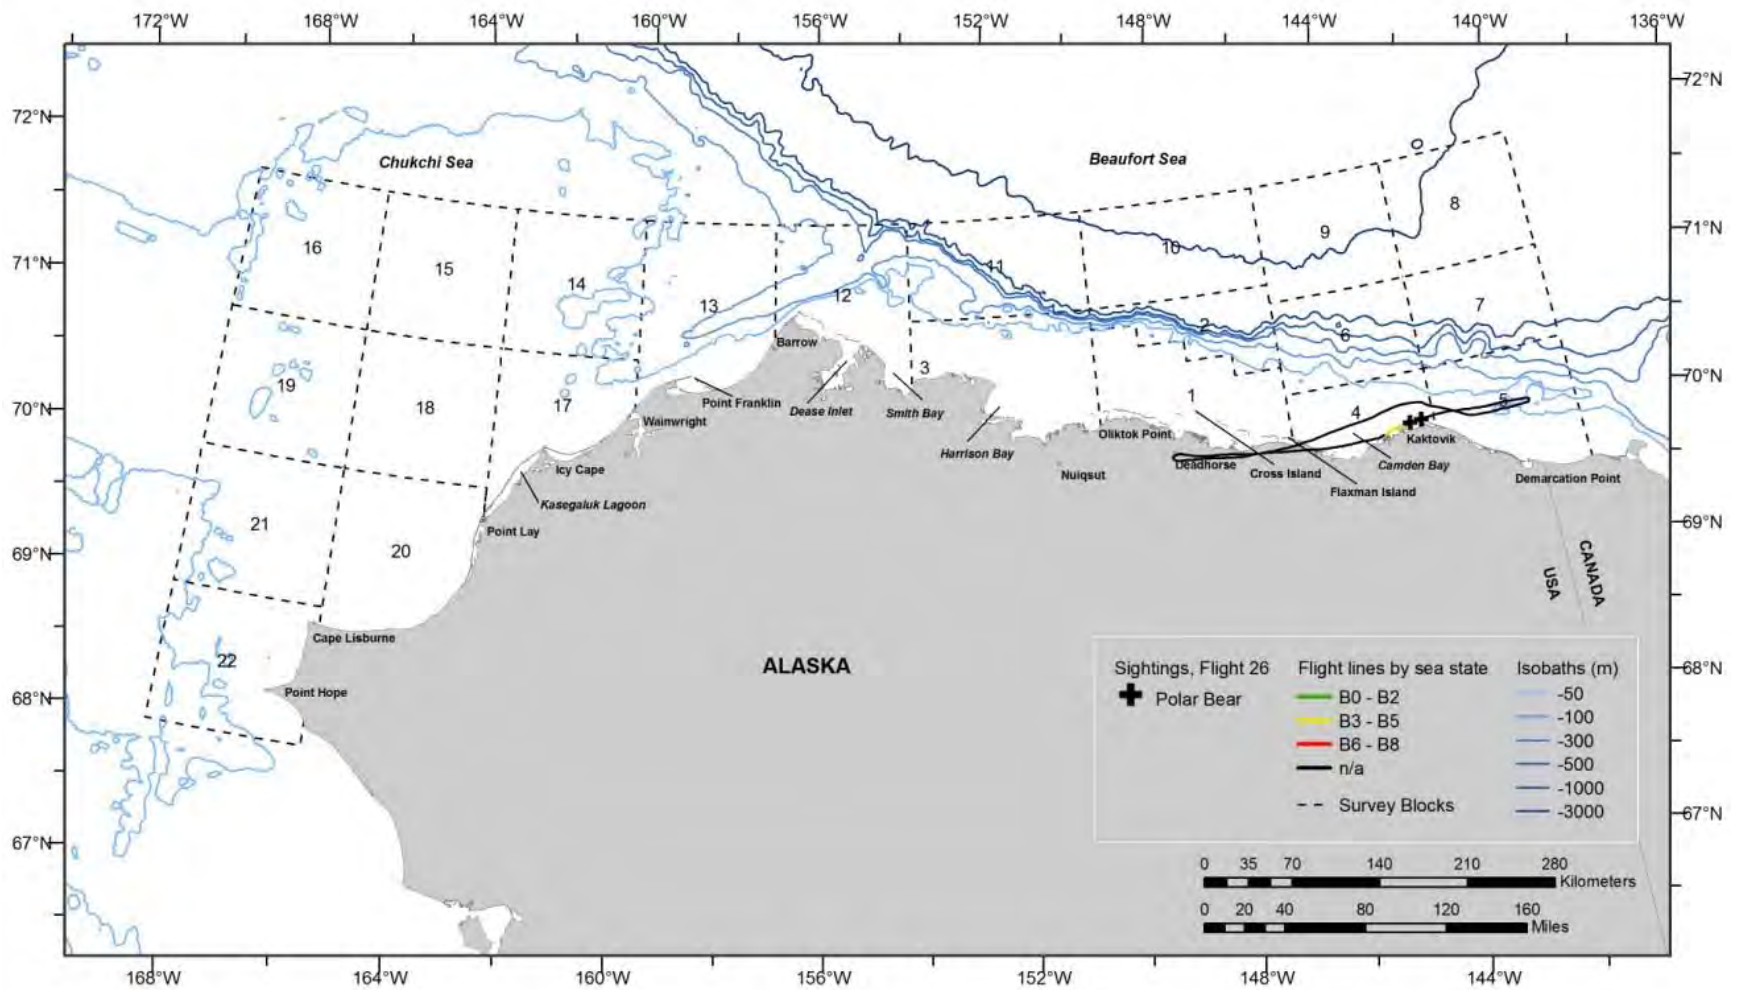 172°W 168°W 164°W 160°W 156°W 152°W 148°W 144°W 140°W 136°W
72°N 72°N
Chukchi Sea Beaufort Sea
8
9
16 10 71°N
15 11
71°N 14 12 13 7
2 6
Barrow
19 3 70°N
18 17 Point Franklin Dease Inlet Smith Bay 1 4 5
70°N Wainwright Harrison Bay Oliktok Point Kaktovik
Icy Cape Nuiqsut Deadhorse Cross Island Camden Bay
Kasegaluk Lagoon Flaxman Island Demarcation Point
21 Point Lay 69°N
69°N 20 USA CANADA
Cape Lisburne
22 ALASKA 68°N
68°N Point Hope
Sightings, Flight 26
Polar Bear
Flight lines by sea state
B0 - B2
B3 - B5
B6 - B8
n/a
Survey Blocks
Isobaths (m)
-50
-100
-300
-500
-1000
-3000
67°N 67°N
0 35 70 140 210 280
Kilometers
0 20 40 80 120 160
Miles
168°W 164°W 160°W 156°W 152°W 148°W 144°W